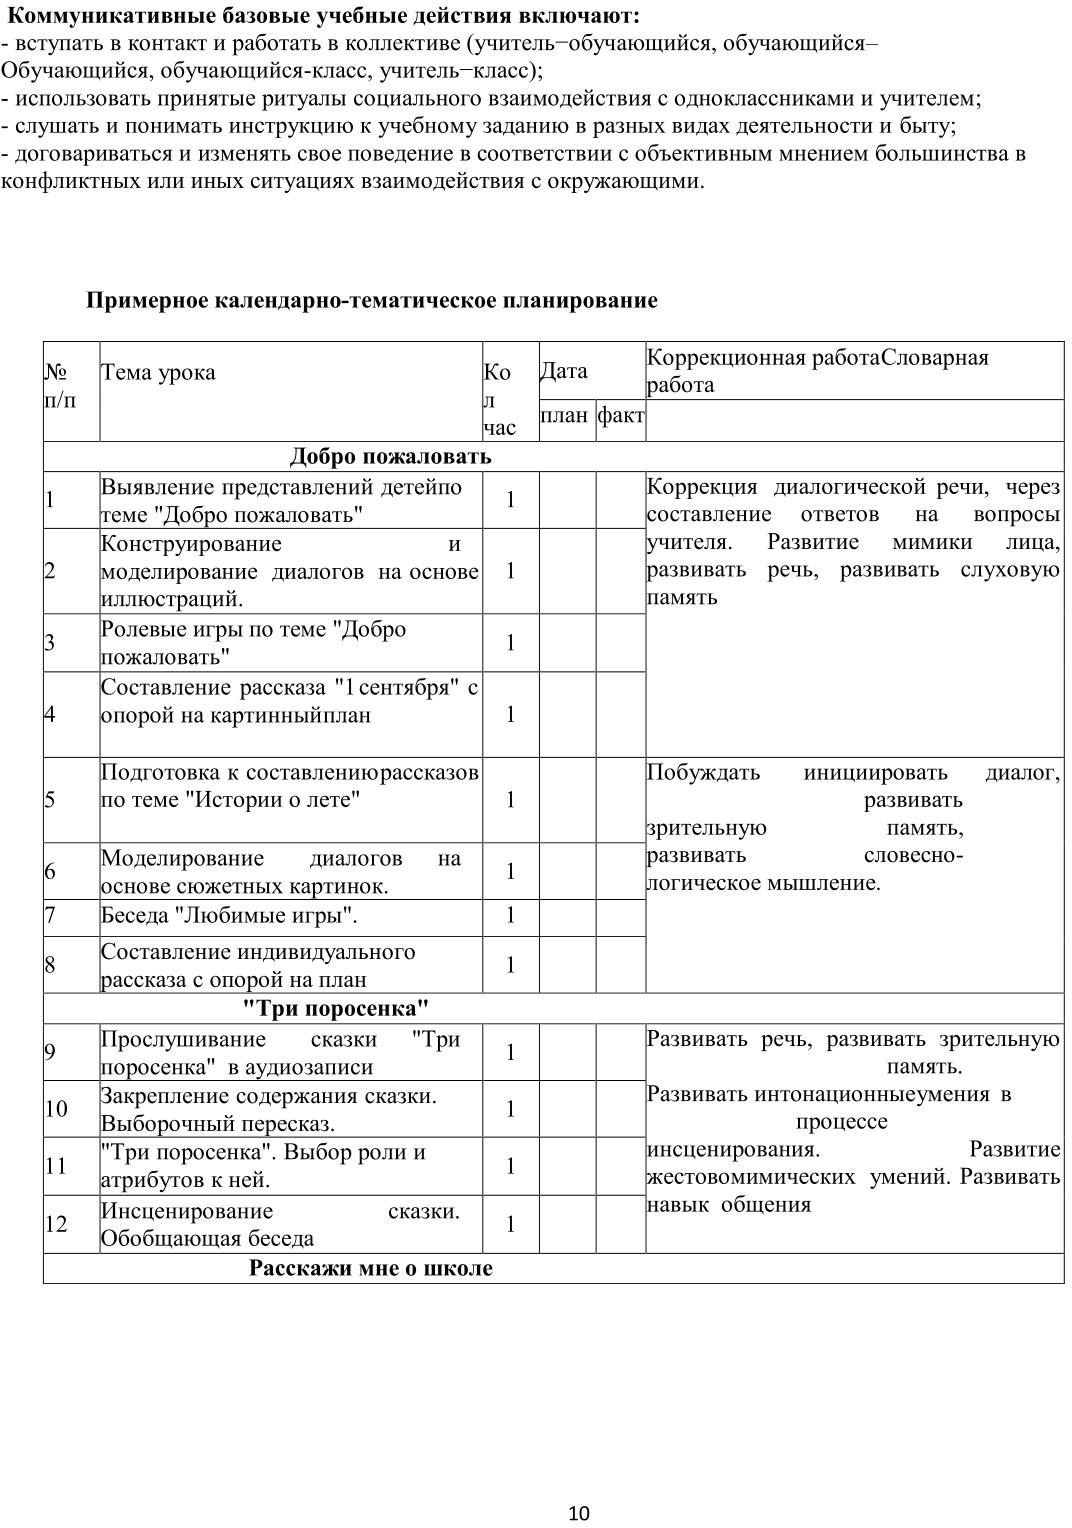 Коммуникативные базовые учебные действия включают:
- вступать в контакт и работать в коллективе (учитель−обучающийся, обучающийся–
Обучающийся, обучающийся-класс, учитель−класс);
- использовать принятые ритуалы социального взаимодействия с одноклассниками и учителем;
- слушать и понимать инструкцию к учебному заданию в разных видах деятельности и быту;
- договариваться и изменять свое поведение в соответствии с объективным мнением большинства в
конфликтных или иных ситуациях взаимодействия с окружающими.
Примерное календарно-тематическое планирование
№
п/п
Тема урока
Ко
л
час
Дата
план
факт
Коррекционная работаСловарная
работа
Добро пожаловать
1
Выявление представлений детейпо
теме "Добро пожаловать"
1
Коррекция диалогической речи, через
составление ответов на вопросы
учителя. Развитие мимики лица,
развивать речь, развивать слуховую
память
2
Конструирование и
моделирование диалогов на основе
иллюстраций.
1
3
Ролевые игры по теме "Добро
пожаловать"
1
4
Составление рассказа "1 сентября" с
опорой на картинныйплан
1
5
Подготовка к составлениюрассказов
по теме "Истории о лете"
1
Побуждать инициировать диалог,
развивать
зрительную память,
развивать словесно-
логическое мышление.
6
Моделирование диалогов на
основе сюжетных картинок.
1
7
Беседа "Любимые игры".
1
8
Составление индивидуального
рассказа с опорой на план
1
"Три поросенка"
9
Прослушивание сказки "Три
поросенка" в аудиозаписи
1
Развивать речь, развивать зрительную
память.
Развивать интонационныеумения в
процессе
инсценирования. Развитие
жестовомимических умений. Развивать
навык общения
10
Закрепление содержания сказки.
Выборочный пересказ.
1
11
"Три поросенка". Выбор роли и
атрибутов к ней.
1
12
Инсценирование сказки.
Обобщающая беседа
1
Расскажи мне о школе
10